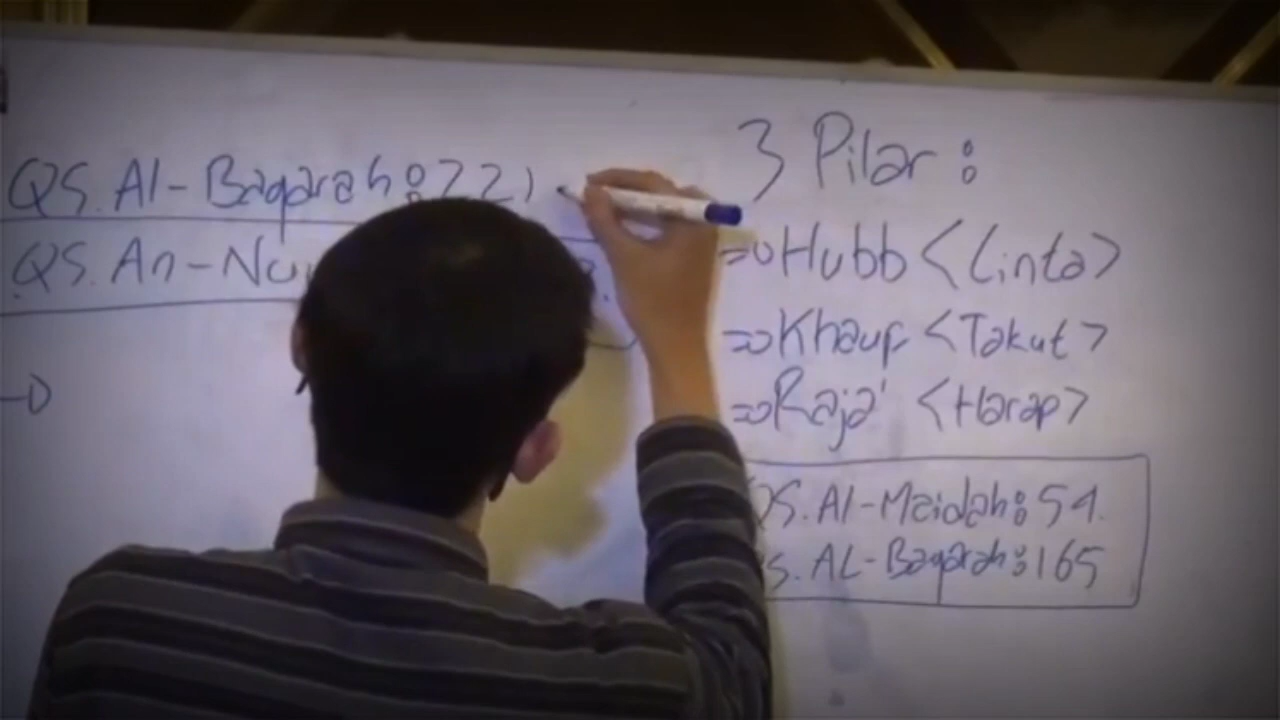 QS. Al-Baqarah : 221
QS. An-Nu
3 Pilar :
=> Hubb <Cinta>
=> Khauf <Takut>
=> Raja' <Harap>
QS. Al-Maidah : 54.
QS. AL-Baqarah : 165